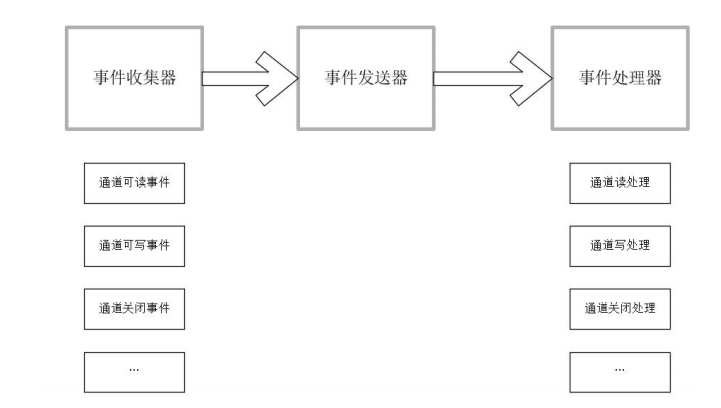 事件收集器
事件发送器
事件处理器
通道可读事件
通道读处理
通道可写事件
通道写处理
通道关闭事件
通道关闭处理
...
...